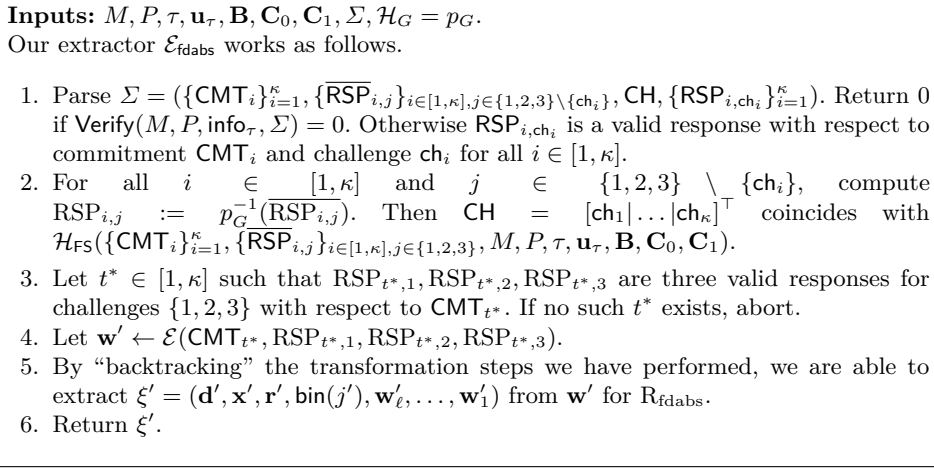 Inputs: M, P, τ, u_τ, B, C_0, C_1, Σ, H_G = p_G.
Our extractor E_fdabs works as follows.
1. Parse Σ = ({CMT_i}_{i=1}^κ, {\overline{RSP}_{i,j}}_{i∈[1,κ],j∈{1,2,3}\{ch_i}}, CH, {RSP_{i,ch_i}}_{i=1}^κ). Return 0
if Verify(M, P, info_τ, Σ) = 0. Otherwise RSP_{i,ch_i} is a valid response with respect to
commitment CMT_i and challenge ch_i for all i ∈ [1, κ].
2. For all i ∈ [1, κ] and j ∈ {1, 2, 3} \ {ch_i}, compute
RSP_{i,j} := p_G^{-1}(\overline{RSP_{i,j}}). Then CH = [ch_1| . . . |ch_κ]^⊤ coincides with
H_FS({CMT_i}_{i=1}^κ, {\overline{RSP}_{i,j}}_{i∈[1,κ],j∈{1,2,3}}, M, P, τ, u_τ, B, C_0, C_1).
3. Let t* ∈ [1, κ] such that RSP_{t*,1}, RSP_{t*,2}, RSP_{t*,3} are three valid responses for
challenges {1, 2, 3} with respect to CMT_{t*}. If no such t* exists, abort.
4. Let w′ ← E(CMT_{t*}, RSP_{t*,1}, RSP_{t*,2}, RSP_{t*,3}).
5. By “backtracking” the transformation steps we have performed, we are able to
extract ξ′ = (d′, x′, r′, bin(j′), w′_ℓ, . . . , w′_1) from w′ for R_fdabs.
6. Return ξ′.